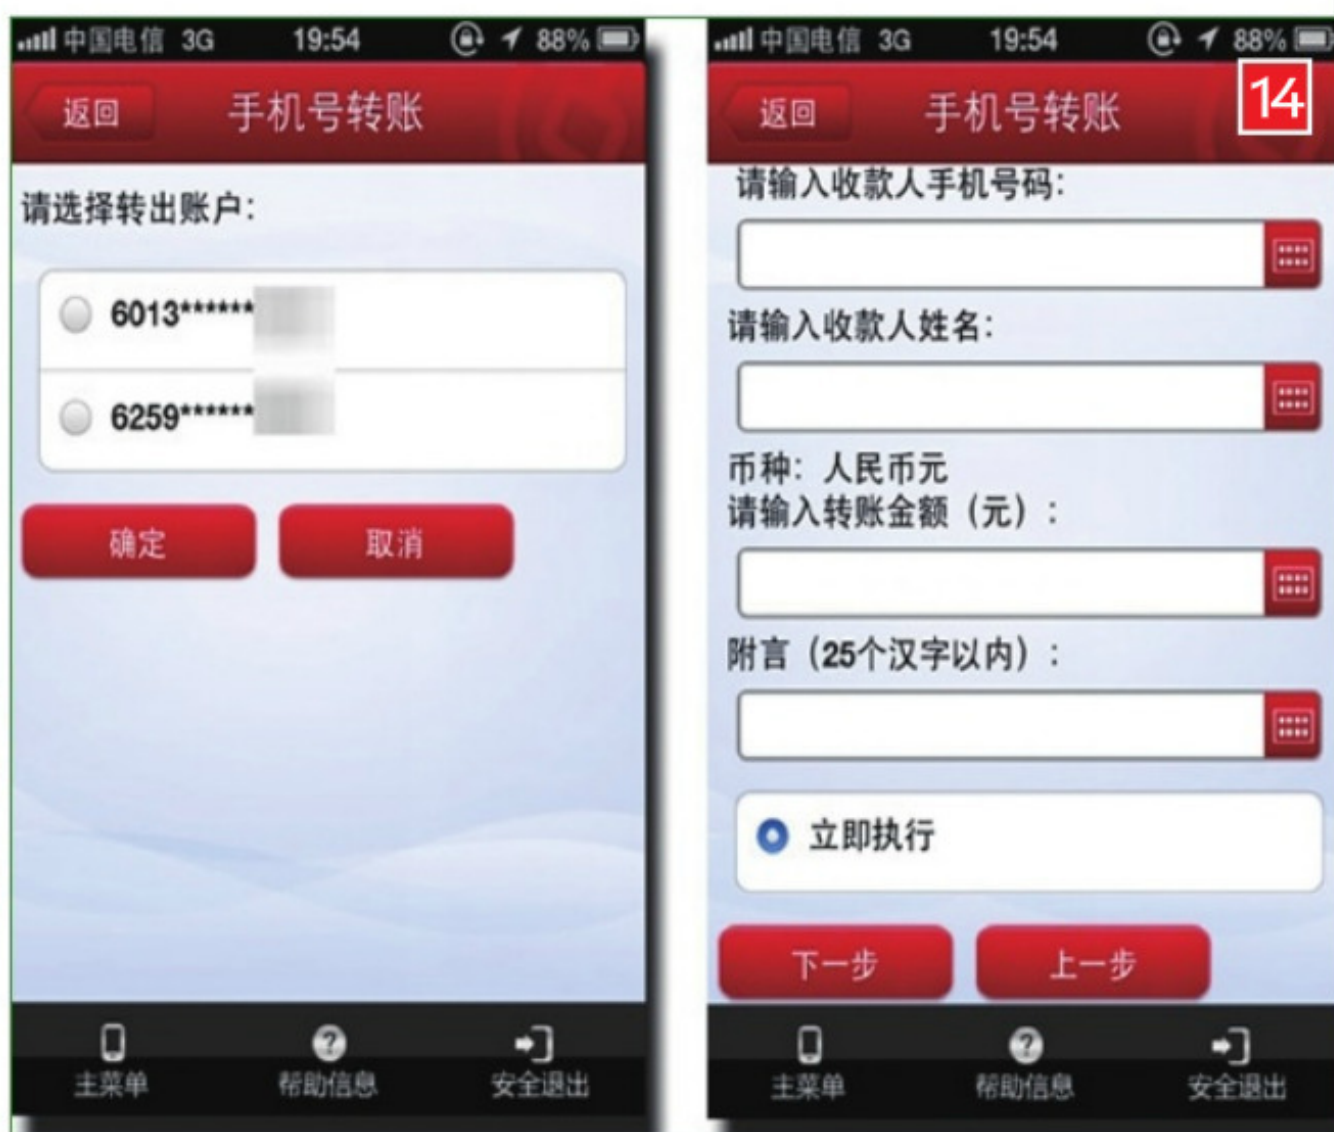 中国电信 3G 19:54 88%
返回 手机号转账
请选择转出账户：
6013******
6259******
确定 取消
主菜单 帮助信息 安全退出
中国电信 3G 19:54 88%
14
返回 手机号转账
请输入收款人手机号码：
请输入收款人姓名：
币种：人民币元
请输入转账金额（元）：
附言（25个汉字以内）：
立即执行
下一步 上一步
主菜单 帮助信息 安全退出